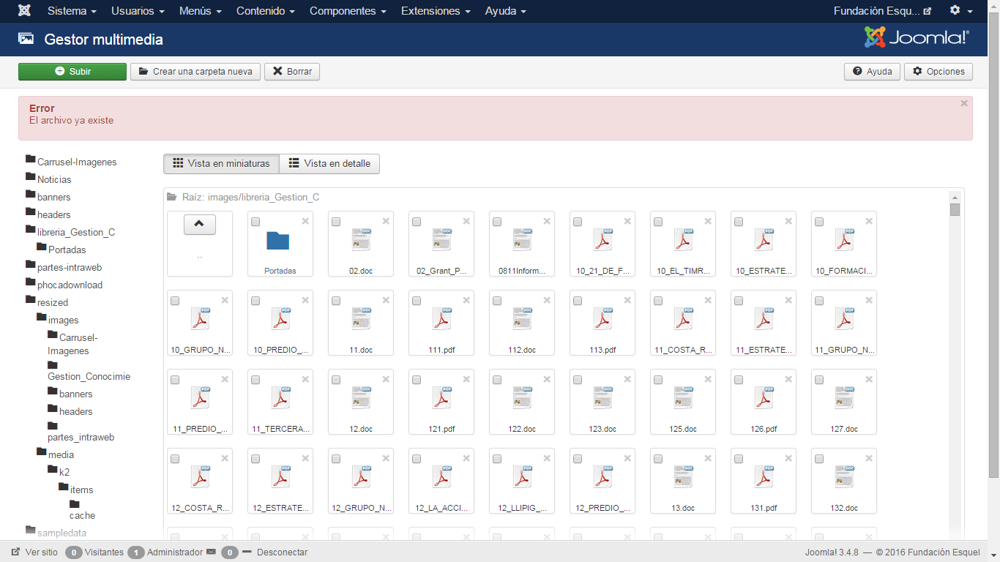 Sistema Usuarios Menús Contenido Componentes Extensiones Ayuda Fundación Esqu...
Gestor multimedia Joomla!®
Subir Crear una carpeta nueva Borrar Ayuda Opciones
Error
El archivo ya existe
Carrusel-Imagenes
Noticias
banners
headers
libreria_Gestion_C
Portadas
partes-intraweb
phocadownload
resized
images
Carrusel-
Imagenes
Gestion_Conocimie
banners
headers
partes_intraweb
media
k2
items
cache
sampledata
Vista en miniaturas Vista en detalle
Raíz: images/libreria_Gestion_C
.. Portadas 02.doc 02_Grant_P... 0811Inform... 10_21_DE_F... 10_EL_TIMR... 10_ESTRATE... 10_FORMACI...
10_GRUPO_N... 10_PREDIO_... 11.doc 111.pdf 112.doc 113.pdf 11_COSTA_R... 11_ESTRATE... 11_GRUPO_N...
11_PREDIO_... 11_TERCERA... 12.doc 121.pdf 122.doc 123.doc 125.doc 126.pdf 127.doc
12_COSTA_R... 12_ESTRATE... 12_GRUPO_N... 12_LA_ACCI... 12_LLIPIG_... 12_PREDIO_... 13.doc 131.pdf 132.doc
Ver sitio 0 Visitantes 1 Administrador 0 Desconectar Joomla! 3.4.8 — © 2016 Fundación Esquel